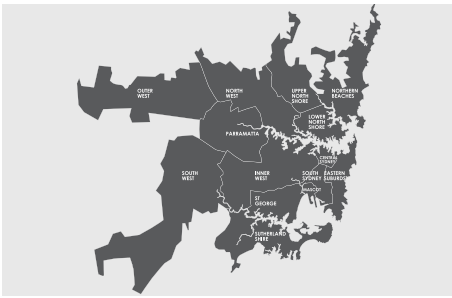 OUTER
WEST
NORTH
WEST
UPPER
NORTH
SHORE
NORTHERN
BEACHES
LOWER
NORTH
SHORE
PARRAMATTA
CENTRAL
SYDNEY
SOUTH
WEST
INNER
WEST
SOUTH
SYDNEY
EASTERN
SUBURBS
MASCOT
ST
GEORGE
SUTHERLAND
SHIRE